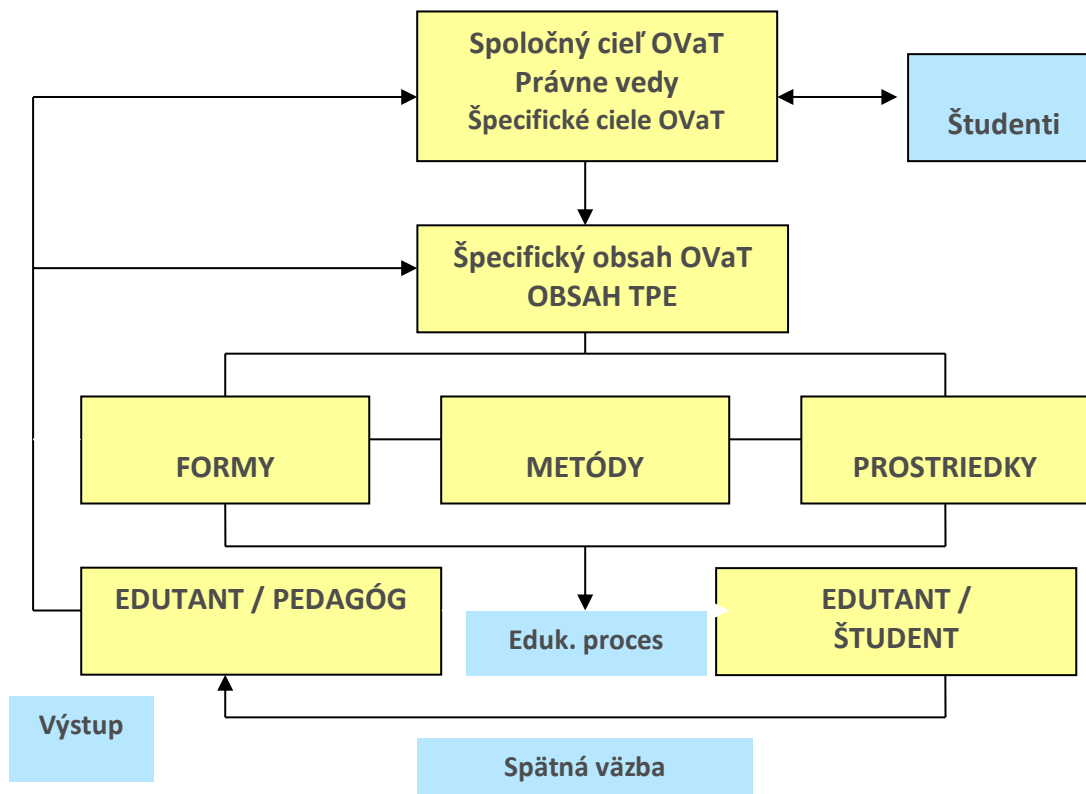 Spoločný cieľ OVaT
Právne vedy
Špecifické ciele OVaT
Študenti
Špecifický obsah OVaT
OBSAH TPE
FORMY
METÓDY
PROSTRIEDKY
EDUTANT / PEDAGÓG
Eduk. proces
EDUTANT /
ŠTUDENT
Výstup
Spätná väzba